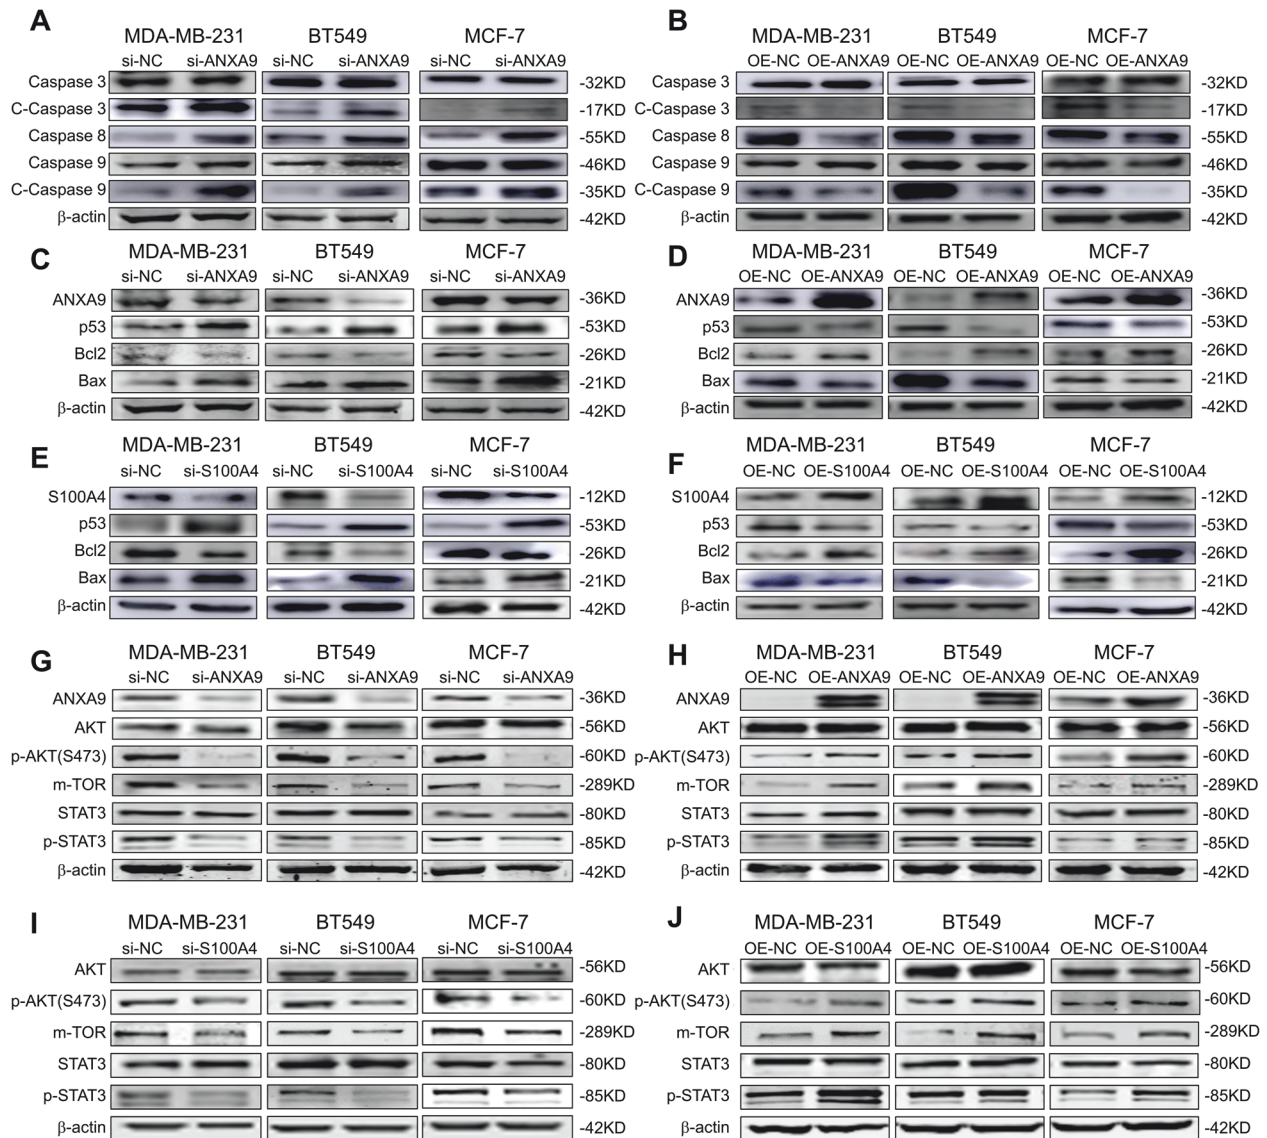 A
MDA-MB-231 BT549 MCF-7
si-NC si-ANXA9 si-NC si-ANXA9 si-NC si-ANXA9
Caspase 3 -32KD
C-Caspase 3 -17KD
Caspase 8 -55KD
Caspase 9 -46KD
C-Caspase 9 -35KD
β-actin -42KD
B
MDA-MB-231 BT549 MCF-7
OE-NC OE-ANXA9 OE-NC OE-ANXA9 OE-NC OE-ANXA9
Caspase 3 -32KD
C-Caspase 3 -17KD
Caspase 8 -55KD
Caspase 9 -46KD
C-Caspase 9 -35KD
β-actin -42KD
C
MDA-MB-231 BT549 MCF-7
si-NC si-ANXA9 si-NC si-ANXA9 si-NC si-ANXA9
ANXA9 -36KD
p53 -53KD
Bcl2 -26KD
Bax -21KD
β-actin -42KD
D
MDA-MB-231 BT549 MCF-7
OE-NC OE-ANXA9 OE-NC OE-ANXA9 OE-NC OE-ANXA9
ANXA9 -36KD
p53 -53KD
Bcl2 -26KD
Bax -21KD
β-actin -42KD
E
MDA-MB-231 BT549 MCF-7
si-NC si-S100A4 si-NC si-S100A4 si-NC si-S100A4
S100A4 -12KD
p53 -53KD
Bcl2 -26KD
Bax -21KD
β-actin -42KD
F
MDA-MB-231 BT549 MCF-7
OE-NC OE-S100A4 OE-NC OE-S100A4 OE-NC OE-S100A4
S100A4 -12KD
p53 -53KD
Bcl2 -26KD
Bax -21KD
β-actin -42KD
G
MDA-MB-231 BT549 MCF-7
si-NC si-ANXA9 si-NC si-ANXA9 si-NC si-ANXA9
ANXA9 -36KD
AKT -56KD
p-AKT(S473) -60KD
m-TOR -289KD
STAT3 -80KD
p-STAT3 -85KD
β-actin -42KD
H
MDA-MB-231 BT549 MCF-7
OE-NC OE-ANXA9 OE-NC OE-ANXA9 OE-NC OE-ANXA9
ANXA9 -36KD
AKT -56KD
p-AKT(S473) -60KD
m-TOR -289KD
STAT3 -80KD
p-STAT3 -85KD
β-actin -42KD
I
MDA-MB-231 BT549 MCF-7
si-NC si-S100A4 si-NC si-S100A4 si-NC si-S100A4
AKT -56KD
p-AKT(S473) -60KD
m-TOR -289KD
STAT3 -80KD
p-STAT3 -85KD
β-actin -42KD
J
MDA-MB-231 BT549 MCF-7
OE-NC OE-S100A4 OE-NC OE-S100A4 OE-NC OE-S100A4
AKT -56KD
p-AKT(S473) -60KD
m-TOR -289KD
STAT3 -80KD
p-STAT3 -85KD
β-actin -42KD